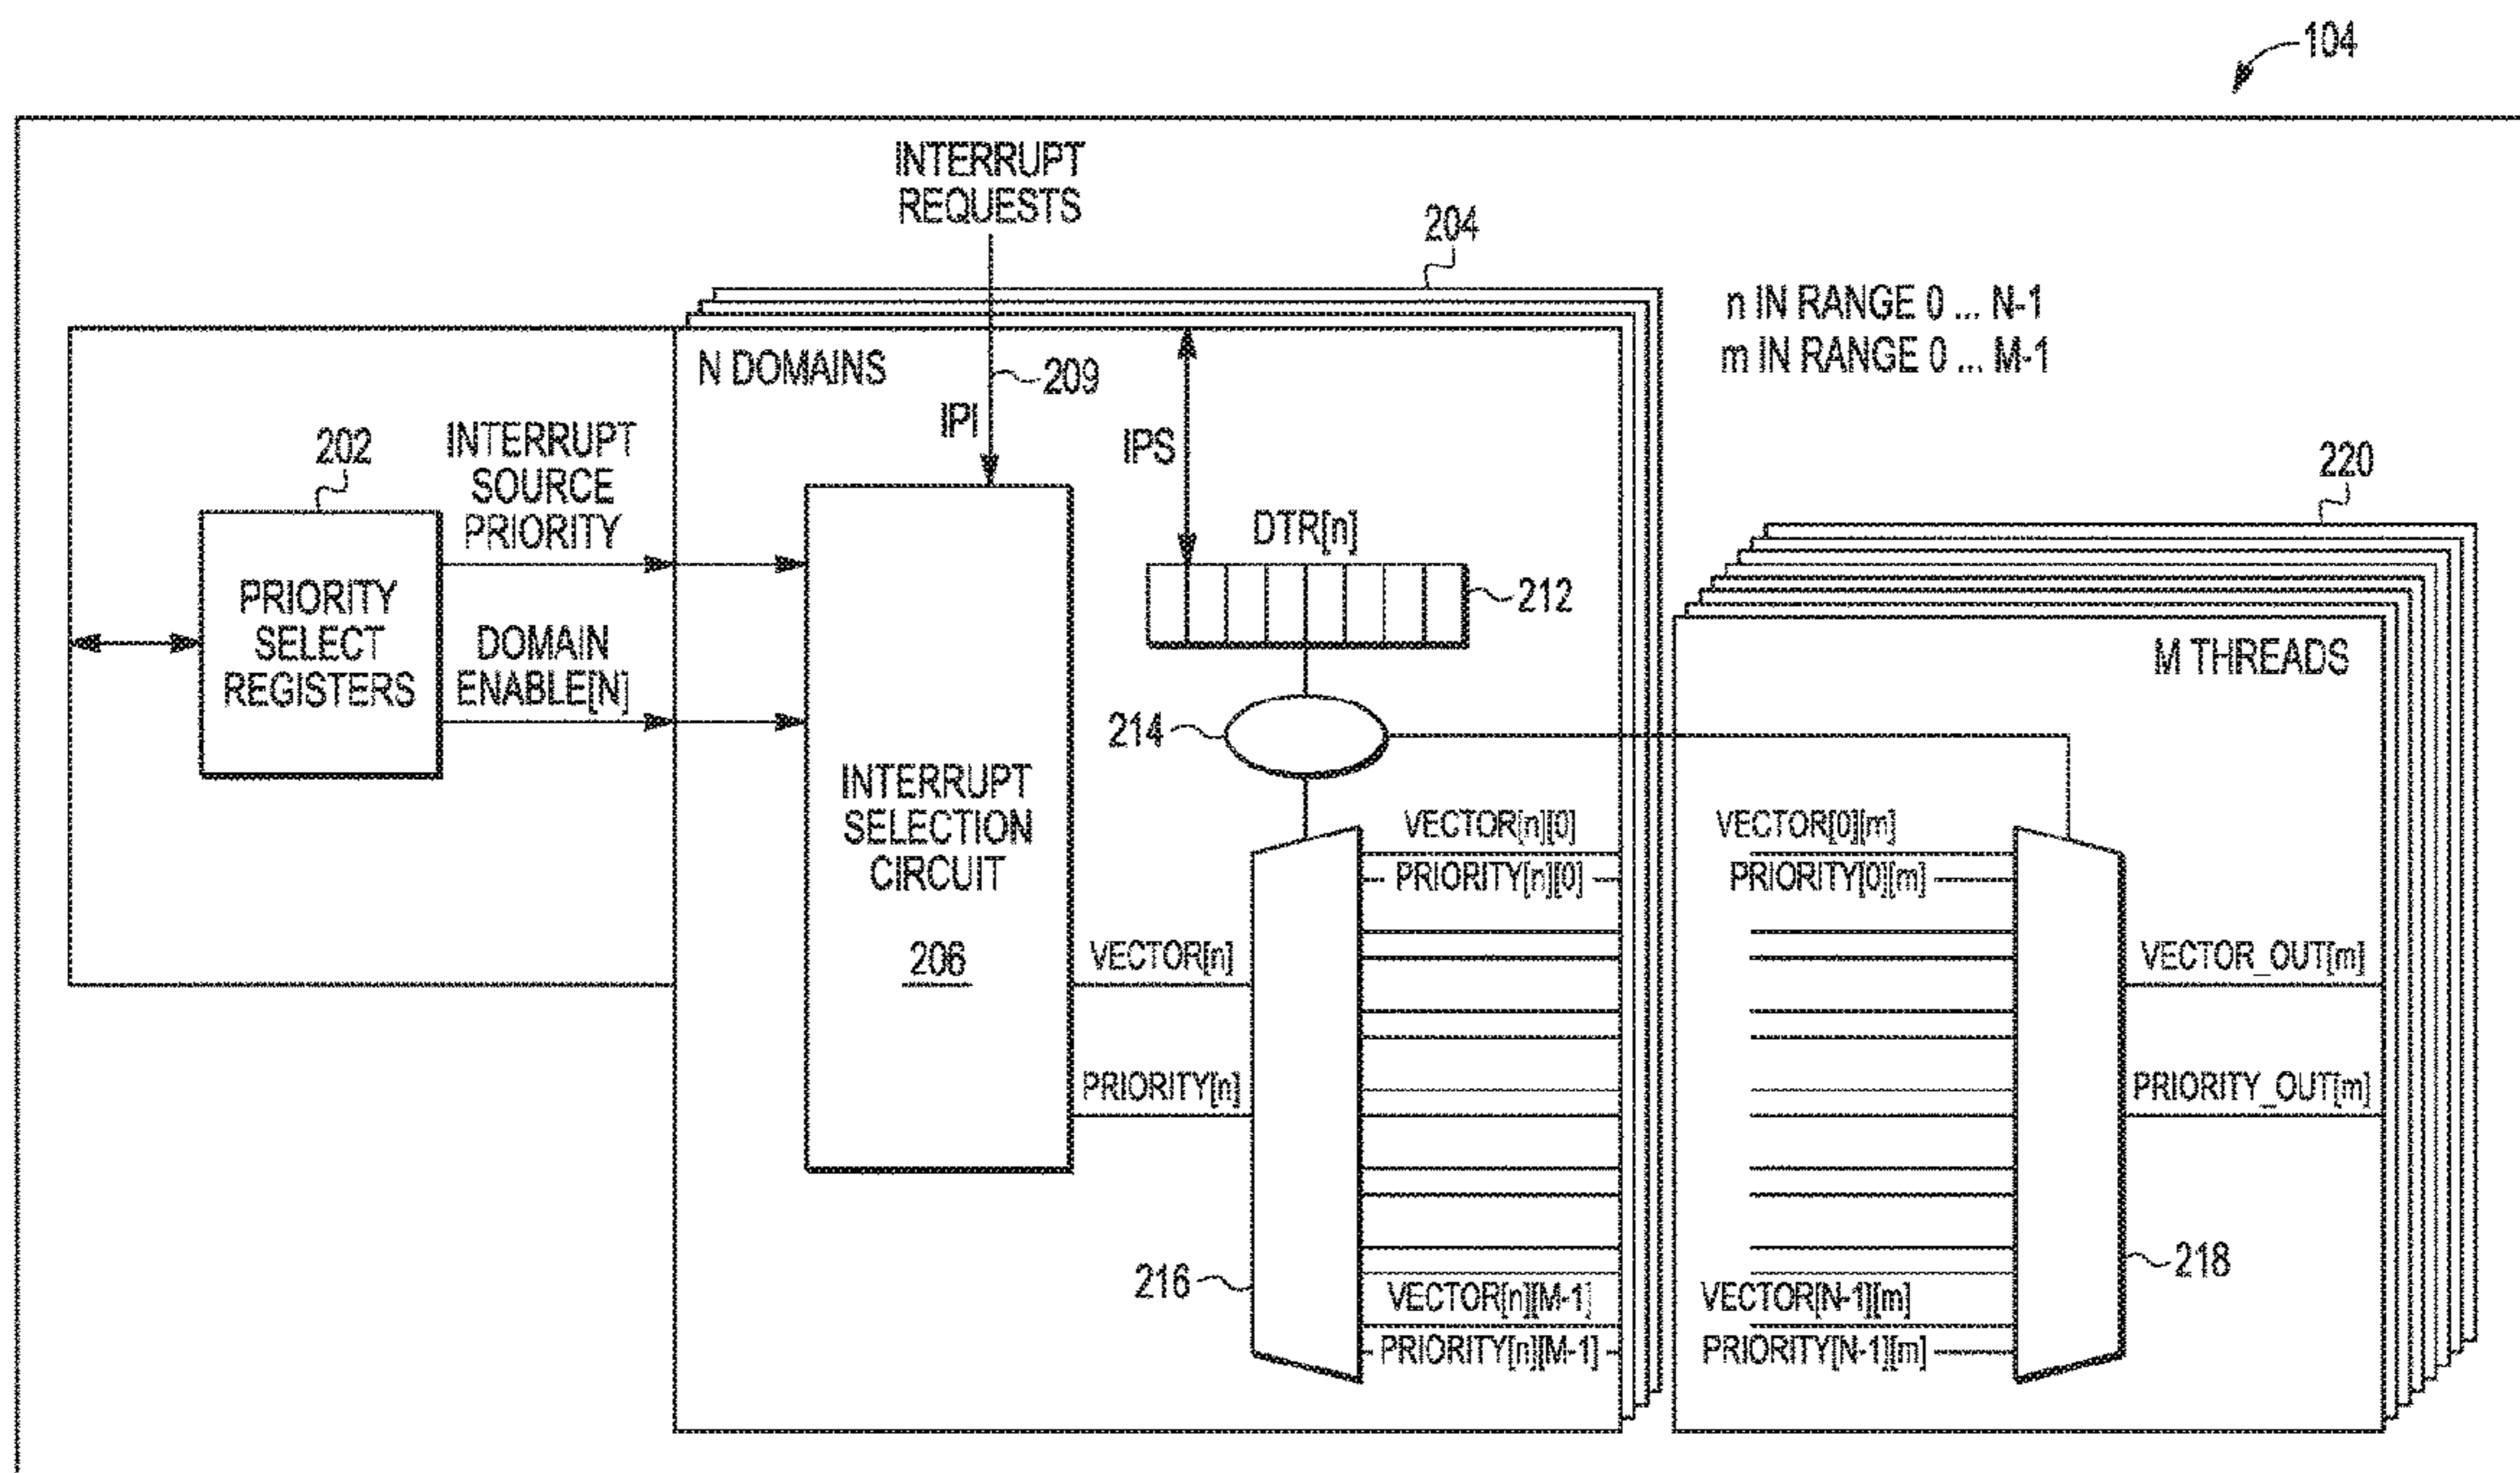 104
INTERRUPT
REQUESTS
204
n IN RANGE 0 ... N-1
m IN RANGE 0 ... M-1
N DOMAINS
209
IPI
IPS
202
INTERRUPT
SOURCE
PRIORITY
220
DTR[n]
212
PRIORITY
SELECT
REGISTERS
DOMAIN
ENABLE[N]
M THREADS
214
INTERRUPT
SELECTION
CIRCUIT
206
VECTOR[n][0]
PRIORITY[n][0]
VECTOR[0][m]
PRIORITY[0][m]
VECTOR[n]
VECTOR_OUT[m]
PRIORITY[n]
PRIORITY_OUT[m]
216
218
VECTOR[n][M-1]
PRIORITY[n][M-1]
VECTOR[N-1][m]
PRIORITY[N-1][m]